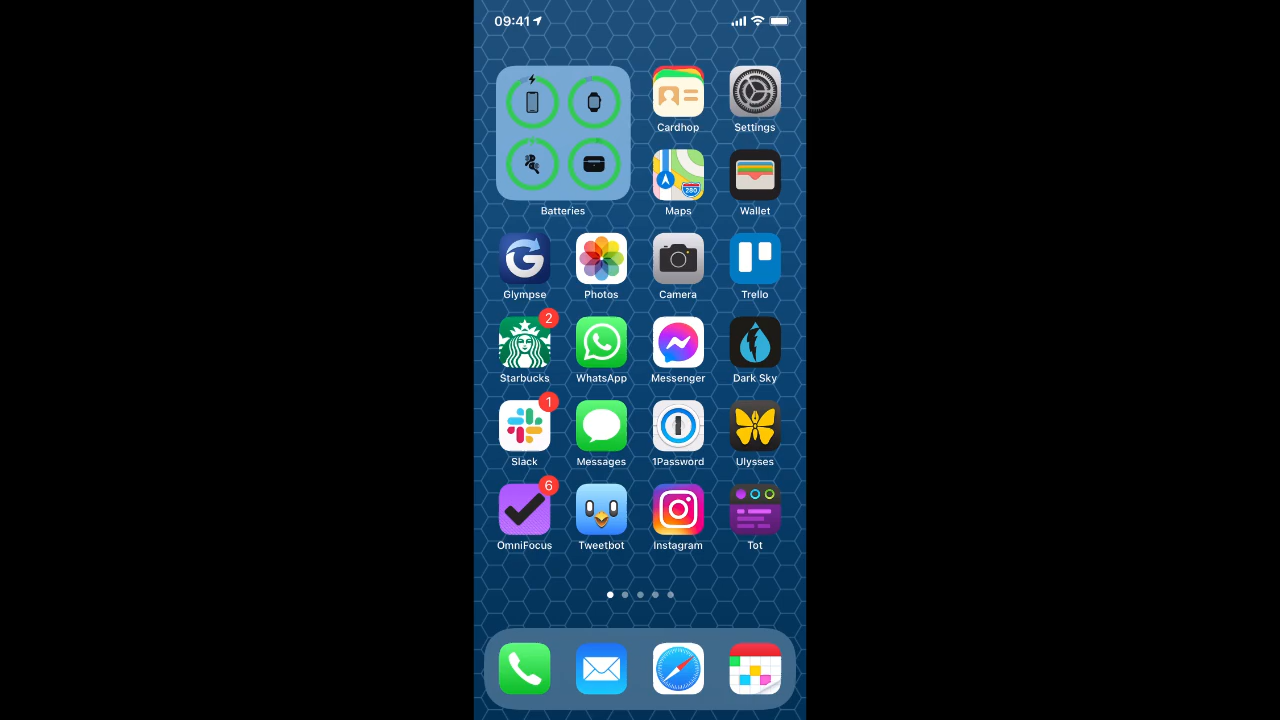 09:41
Cardhop Settings
280
Batteries Maps Wallet
Glympse Photos Camera Trello
2
Starbucks WhatsApp Messenger Dark Sky
1
Slack Messages 1Password Ulysses
6
OmniFocus Tweetbot Instagram Tot